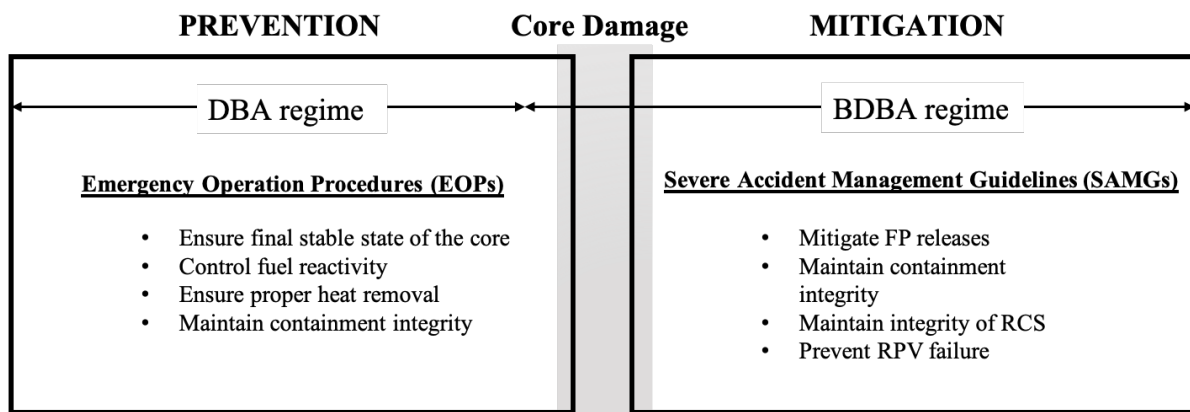 PREVENTION
Core Damage
MITIGATION
DBA regime
BDBA regime
Emergency Operation Procedures (EOPs)
• Ensure final stable state of the core
• Control fuel reactivity
• Ensure proper heat removal
• Maintain containment integrity
Severe Accident Management Guidelines (SAMGs)
• Mitigate FP releases
• Maintain containment
integrity
• Maintain integrity of RCS
• Prevent RPV failure